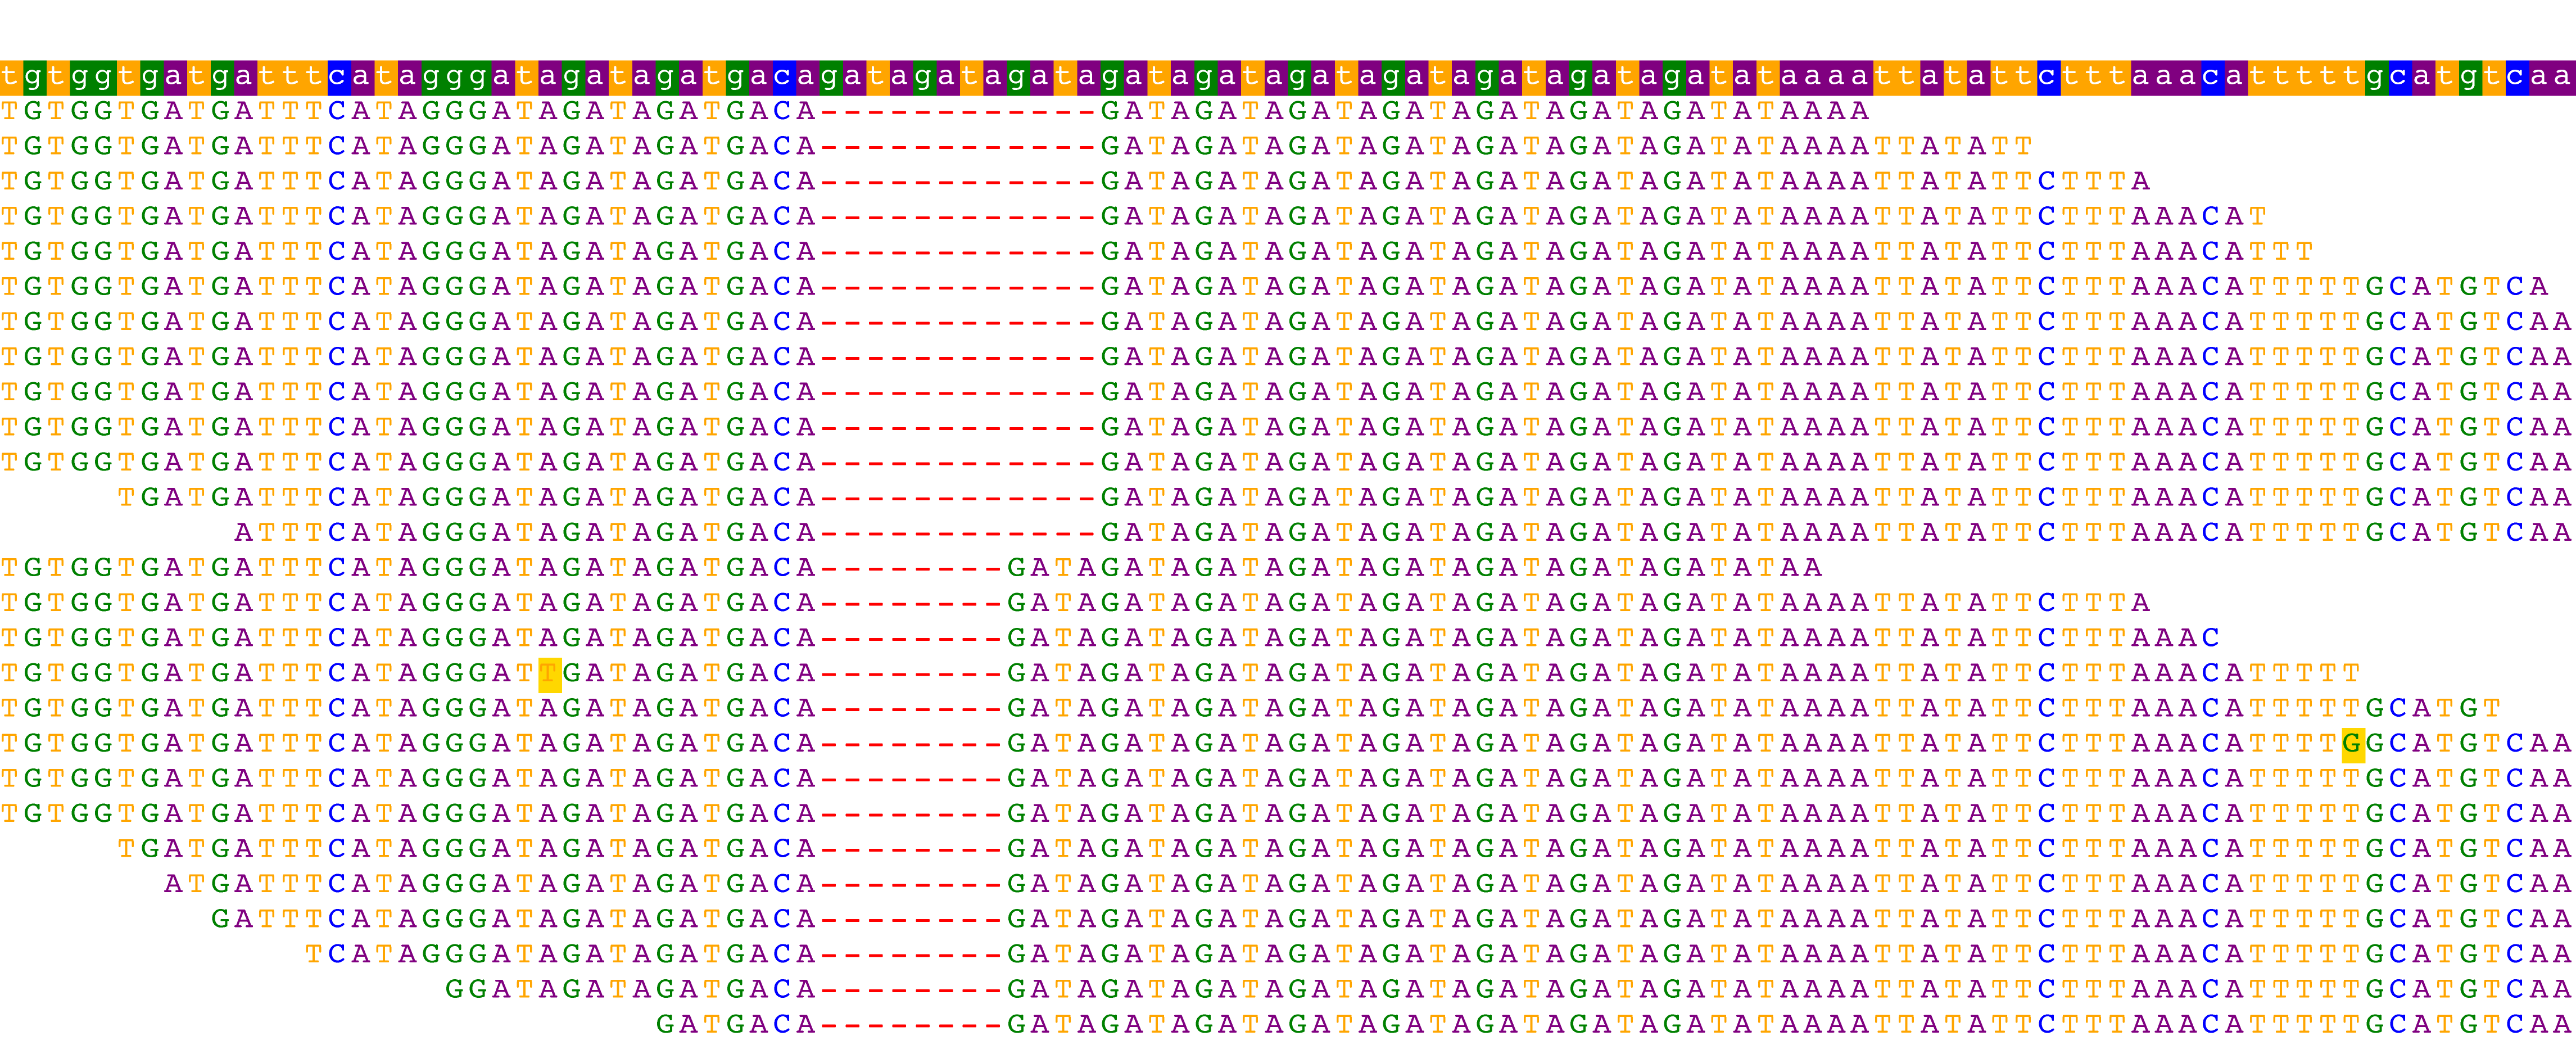 tgtggtgatgatttcatagggatagatagatgacagatagatagatagatagatagatagatagatagatagatataaaattatattctttaaacatttttgcatgtcaa
TGTGGTGATGATTTCATAGGGATAGATAGATGACA------------GATAGATAGATAGATAGATAGATAGATATAAAA
TGTGGTGATGATTTCATAGGGATAGATAGATGACA------------GATAGATAGATAGATAGATAGATAGATATAAAATTATATT
TGTGGTGATGATTTCATAGGGATAGATAGATGACA------------GATAGATAGATAGATAGATAGATAGATATAAAATTATATTCTTTA
TGTGGTGATGATTTCATAGGGATAGATAGATGACA------------GATAGATAGATAGATAGATAGATAGATATAAAATTATATTCTTTAAACAT
TGTGGTGATGATTTCATAGGGATAGATAGATGACA------------GATAGATAGATAGATAGATAGATAGATATAAAATTATATTCTTTAAACATTT
TGTGGTGATGATTTCATAGGGATAGATAGATGACA------------GATAGATAGATAGATAGATAGATAGATATAAAATTATATTCTTTAAACATTTTTGCATGTCA
TGTGGTGATGATTTCATAGGGATAGATAGATGACA------------GATAGATAGATAGATAGATAGATAGATATAAAATTATATTCTTTAAACATTTTTGCATGTCAA
TGTGGTGATGATTTCATAGGGATAGATAGATGACA------------GATAGATAGATAGATAGATAGATAGATATAAAATTATATTCTTTAAACATTTTTGCATGTCAA
TGTGGTGATGATTTCATAGGGATAGATAGATGACA------------GATAGATAGATAGATAGATAGATAGATATAAAATTATATTCTTTAAACATTTTTGCATGTCAA
TGTGGTGATGATTTCATAGGGATAGATAGATGACA------------GATAGATAGATAGATAGATAGATAGATATAAAATTATATTCTTTAAACATTTTTGCATGTCAA
TGTGGTGATGATTTCATAGGGATAGATAGATGACA------------GATAGATAGATAGATAGATAGATAGATATAAAATTATATTCTTTAAACATTTTTGCATGTCAA
TGATGATTTCATAGGGATAGATAGATGACA------------GATAGATAGATAGATAGATAGATAGATATAAAATTATATTCTTTAAACATTTTTGCATGTCAA
ATTTCATAGGGATAGATAGATGACA------------GATAGATAGATAGATAGATAGATAGATATAAAATTATATTCTTTAAACATTTTTGCATGTCAA
TGTGGTGATGATTTCATAGGGATAGATAGATGACA--------GATAGATAGATAGATAGATAGATAGATAGATATAA
TGTGGTGATGATTTCATAGGGATAGATAGATGACA--------GATAGATAGATAGATAGATAGATAGATAGATATAAAATTATATTCTTTA
TGTGGTGATGATTTCATAGGGATAGATAGATGACA--------GATAGATAGATAGATAGATAGATAGATAGATATAAAATTATATTCTTTAAAC
TGTGGTGATGATTTCATAGGGATTGATAGATGACA--------GATAGATAGATAGATAGATAGATAGATAGATATAAAATTATATTCTTTAAACATTTTT
TGTGGTGATGATTTCATAGGGATAGATAGATGACA--------GATAGATAGATAGATAGATAGATAGATAGATATAAAATTATATTCTTTAAACATTTTTGCATGT
TGTGGTGATGATTTCATAGGGATAGATAGATGACA--------GATAGATAGATAGATAGATAGATAGATAGATATAAAATTATATTCTTTAAACATTTTGGCATGTCAA
TGTGGTGATGATTTCATAGGGATAGATAGATGACA--------GATAGATAGATAGATAGATAGATAGATAGATATAAAATTATATTCTTTAAACATTTTTGCATGTCAA
TGTGGTGATGATTTCATAGGGATAGATAGATGACA--------GATAGATAGATAGATAGATAGATAGATAGATATAAAATTATATTCTTTAAACATTTTTGCATGTCAA
TGATGATTTCATAGGGATAGATAGATGACA--------GATAGATAGATAGATAGATAGATAGATAGATATAAAATTATATTCTTTAAACATTTTTGCATGTCAA
ATGATTTCATAGGGATAGATAGATGACA--------GATAGATAGATAGATAGATAGATAGATAGATATAAAATTATATTCTTTAAACATTTTTGCATGTCAA
GATTTCATAGGGATAGATAGATGACA--------GATAGATAGATAGATAGATAGATAGATAGATATAAAATTATATTCTTTAAACATTTTTGCATGTCAA
TCATAGGGATAGATAGATGACA--------GATAGATAGATAGATAGATAGATAGATAGATATAAAATTATATTCTTTAAACATTTTTGCATGTCAA
GGATAGATAGATGACA--------GATAGATAGATAGATAGATAGATAGATAGATATAAAATTATATTCTTTAAACATTTTTGCATGTCAA
GATGACA--------GATAGATAGATAGATAGATAGATAGATAGATATAAAATTATATTCTTTAAACATTTTTGCATGTCAA